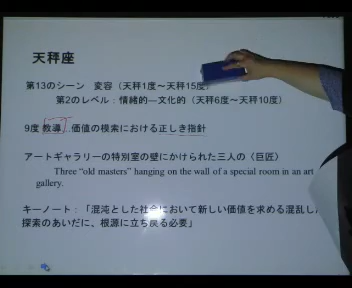 天秤座
第13のシーン 変容（天秤1度～天秤15度）
第2のレベル：情緒的―文化的（天秤6度～天秤10度）
9度 教導 価値の模索における正しき指針
アートギャラリーの特別室の壁にかけられた三人の〈巨匠〉
Three “old masters” hanging on the wall of a special room in an art
gallery.
キーノート：「混沌とした社会において新しい価値を求める混乱した
探索のあいだに、根源に立ち戻る必要」